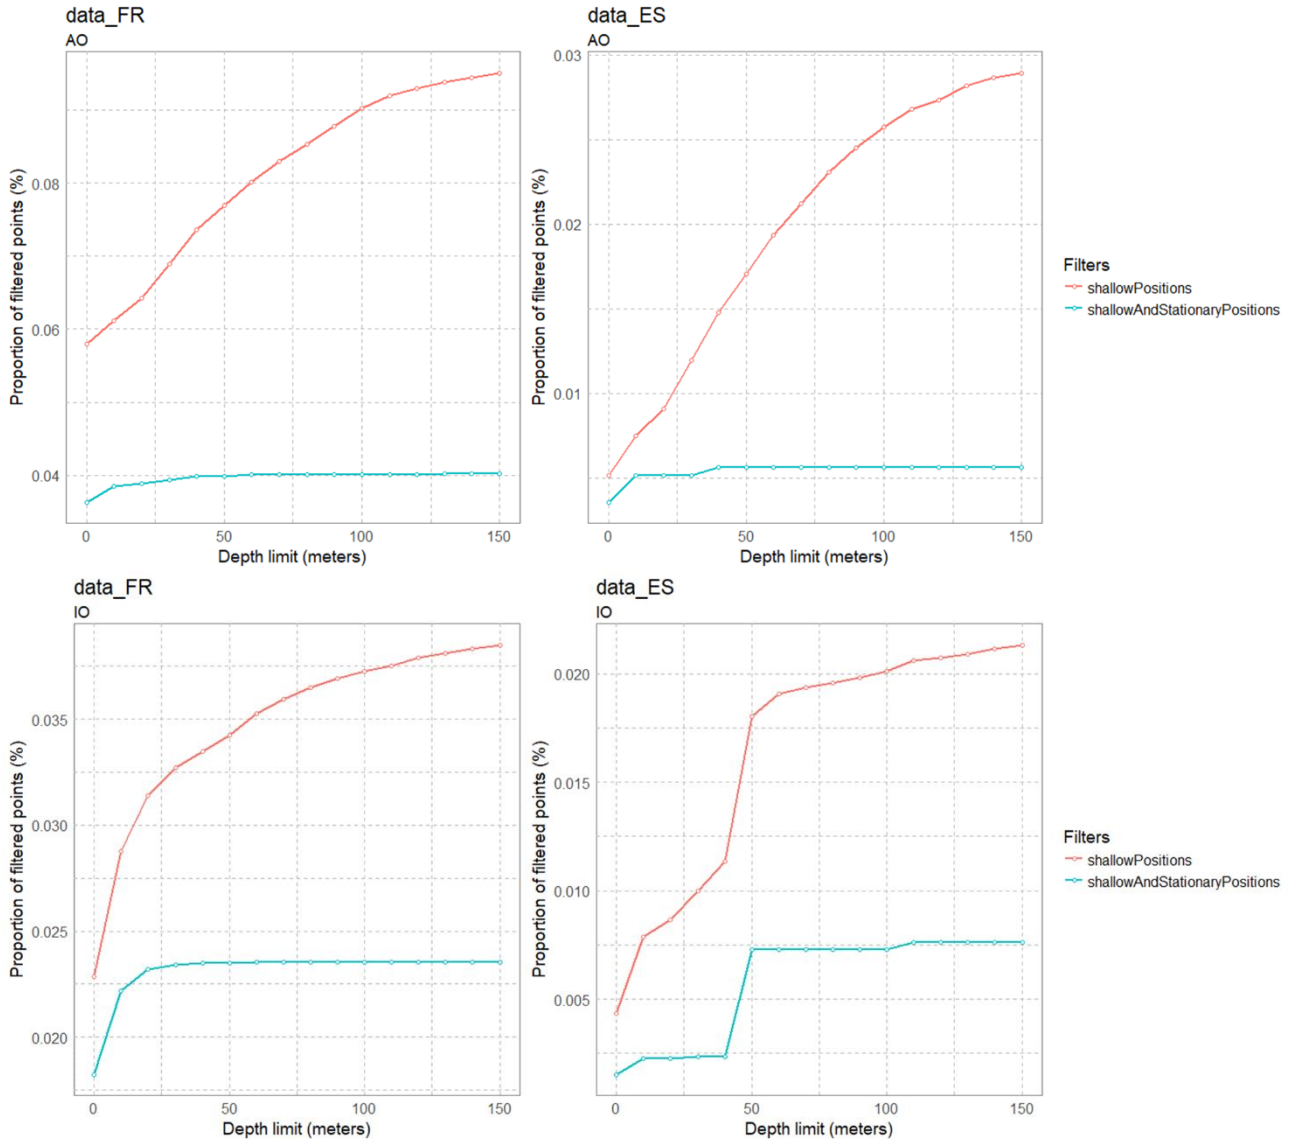 data_FR
AO
Proportion of filtered points (%)
0.08
0.06
0.04
0
50
100
150
Depth limit (meters)
data_ES
AO
Proportion of filtered points (%)
0.03
0.02
0.01
0
50
100
150
Depth limit (meters)
Filters
shallowPositions
shallowAndStationaryPositions
data_FR
IO
Proportion of filtered points (%)
0.035
0.030
0.025
0.020
0
50
100
150
Depth limit (meters)
data_ES
IO
Proportion of filtered points (%)
0.020
0.015
0.010
0.005
0
50
100
150
Depth limit (meters)
Filters
shallowPositions
shallowAndStationaryPositions